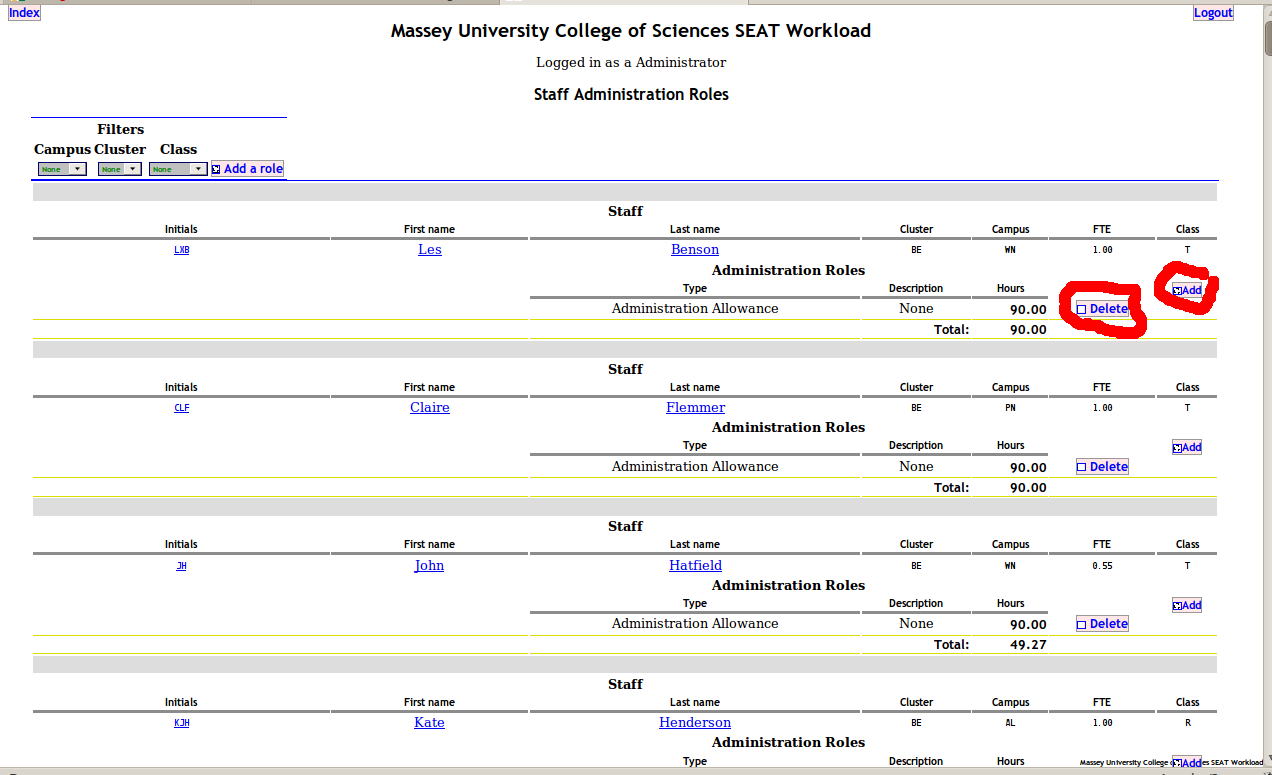 Index Logout
Massey University College of Sciences SEAT Workload
Logged in as a Administrator
Staff Administration Roles
Filters
Campus Cluster Class
None None None Add a role
Staff
Initials First name Last name Cluster Campus FTE Class
LXB Les Benson BE WN 1.00 T
Administration Roles
Type Description Hours Add
Administration Allowance None 90.00 Delete
Total: 90.00
Staff
Initials First name Last name Cluster Campus FTE Class
CLF Claire Flemmer BE PN 1.00 T
Administration Roles
Type Description Hours Add
Administration Allowance None 90.00 Delete
Total: 90.00
Staff
Initials First name Last name Cluster Campus FTE Class
JH John Hatfield BE WN 0.55 T
Administration Roles
Type Description Hours Add
Administration Allowance None 90.00 Delete
Total: 49.27
Staff
Initials First name Last name Cluster Campus FTE Class
KJH Kate Henderson BE AL 1.00 R
Administration Roles
Type Description Hours Add
Massey University College SEAT Workload